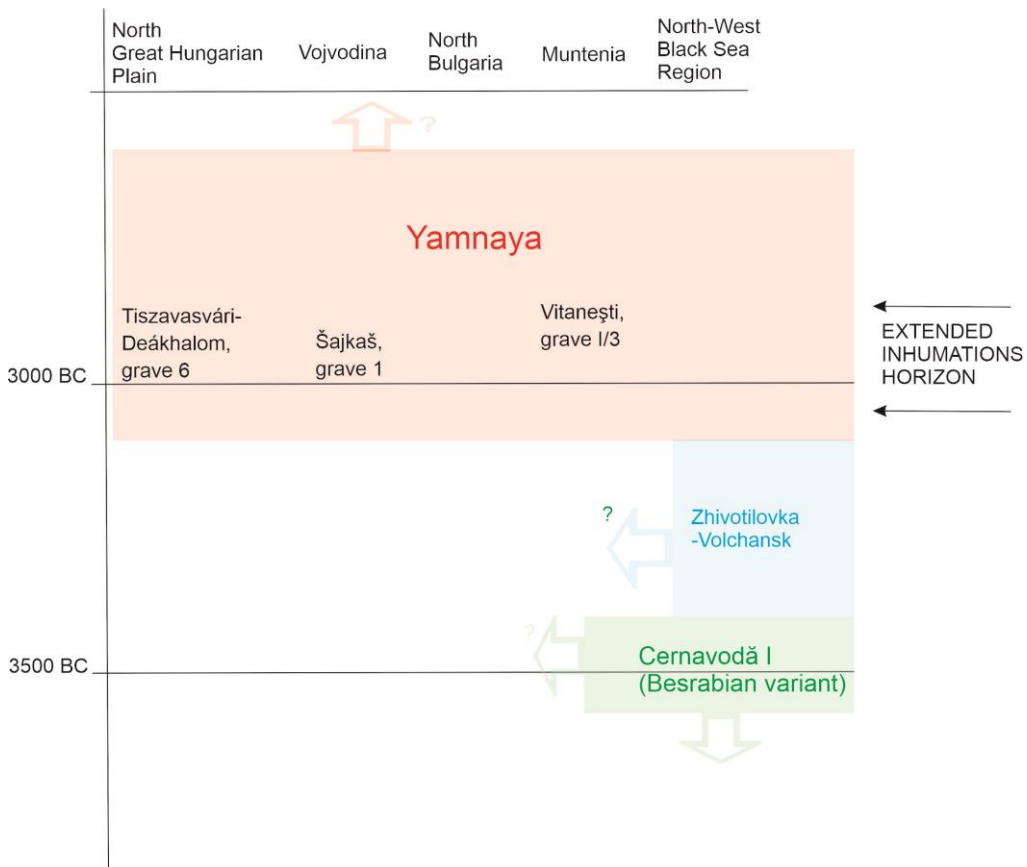 North
Great Hungarian
Plain
Vojvodina
North
Bulgaria
Muntenia
North-West
Black Sea
Region
?
Yamnaya
Tiszavasvári-
Deákhalom,
grave 6
Šajkaš,
grave 1
Vitaneşti,
grave I/3
EXTENDED
INHUMATIONS
HORIZON
3000 BC
?
Zhivotilovka
-Volchansk
?
Cernavodă I
(Besrabian variant)
3500 BC